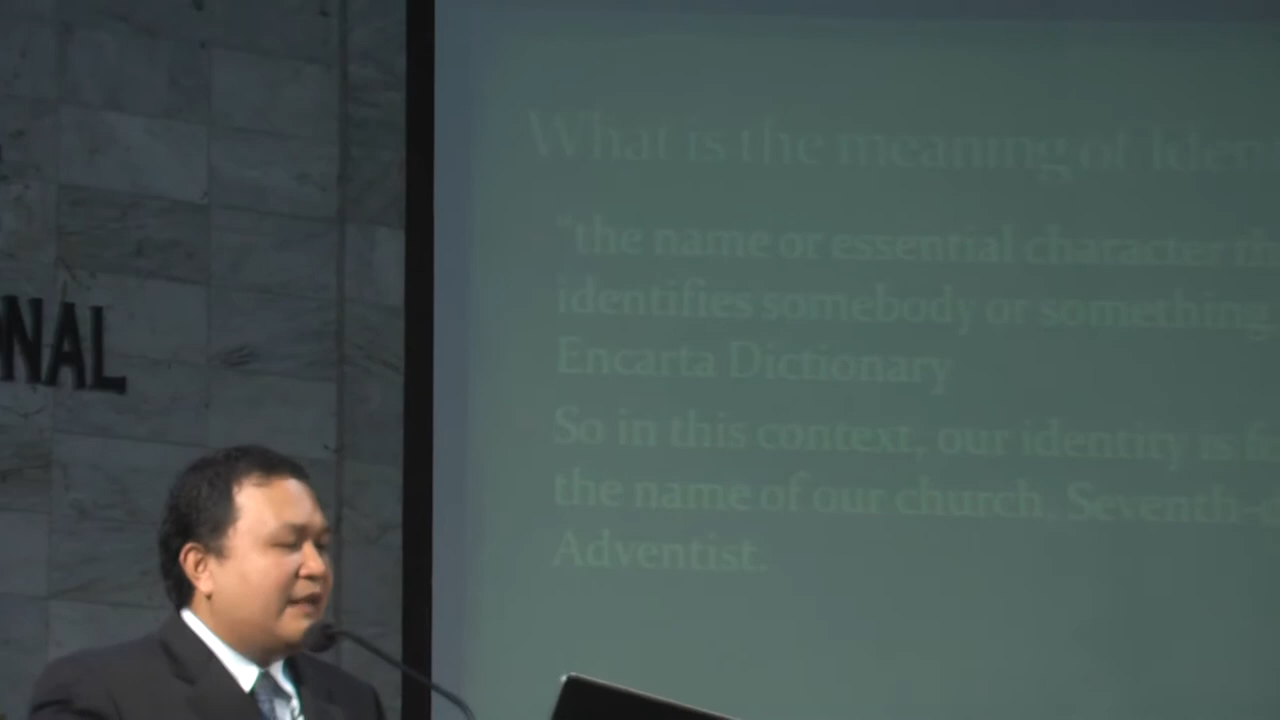 ONAL
What is the meaning of Iden
"the name or essential character th
identifies somebody or something.
Encarta Dictionary
So in this context, our identity is
the name of our church. Seventh-
Adventist.